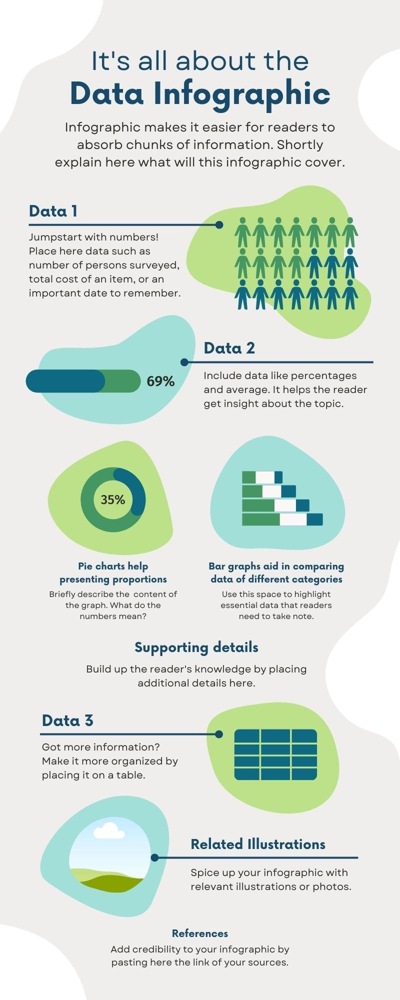 It's all about the
Data Infographic
Infographic makes it easier for readers to
absorb chunks of information. Shortly
explain here what will this infographic cover.
Data 1
Jumpstart with numbers!
Place here data such as
number of persons surveyed,
total cost of an item, or an
important date to remember.
69%
Data 2
Include data like percentages
and average. It helps the reader
get insight about the topic.
35%
Pie charts help
presenting proportions
Briefly describe the content of
the graph. What do the
numbers mean?
Bar graphs aid in comparing
data of different categories
Use this space to highlight
essential data that readers
need to take note.
Supporting details
Build up the reader's knowledge by placing
additional details here.
Data 3
Got more information?
Make it more organized by
placing it on a table.
Related Illustrations
Spice up your infographic with
relevant illustrations or photos.
References
Add credibility to your infographic by
pasting here the link of your sources.